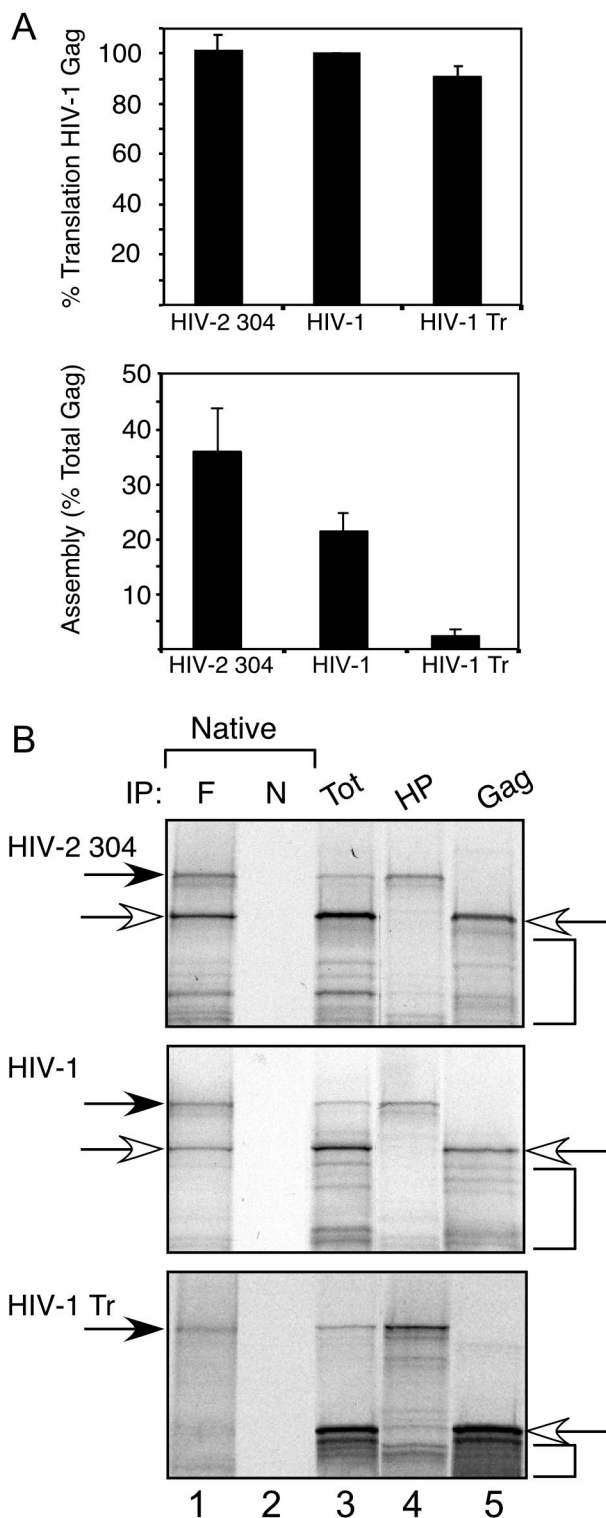 A
% Translation HIV-1 Gag
100
80
60
40
20
HIV-2 304 HIV-1 HIV-1 Tr
Assembly (% Total Gag)
50
40
30
20
10
HIV-2 304 HIV-1 HIV-1 Tr
B
Native
IP: F N Tot HP Gag
HIV-2 304
HIV-1
HIV-1 Tr
1 2 3 4 5